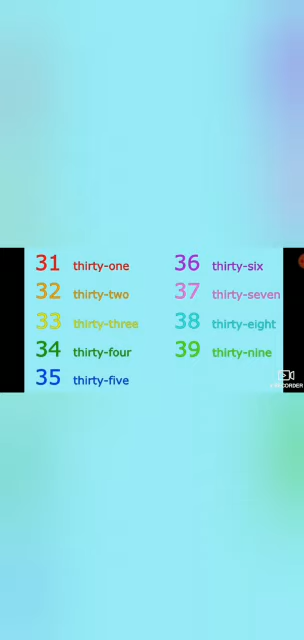 31 thirty-one
32 thirty-two
33 thirty-three
34 thirty-four
35 thirty-five
36 thirty-six
37 thirty-seven
38 thirty-eight
39 thirty-nine